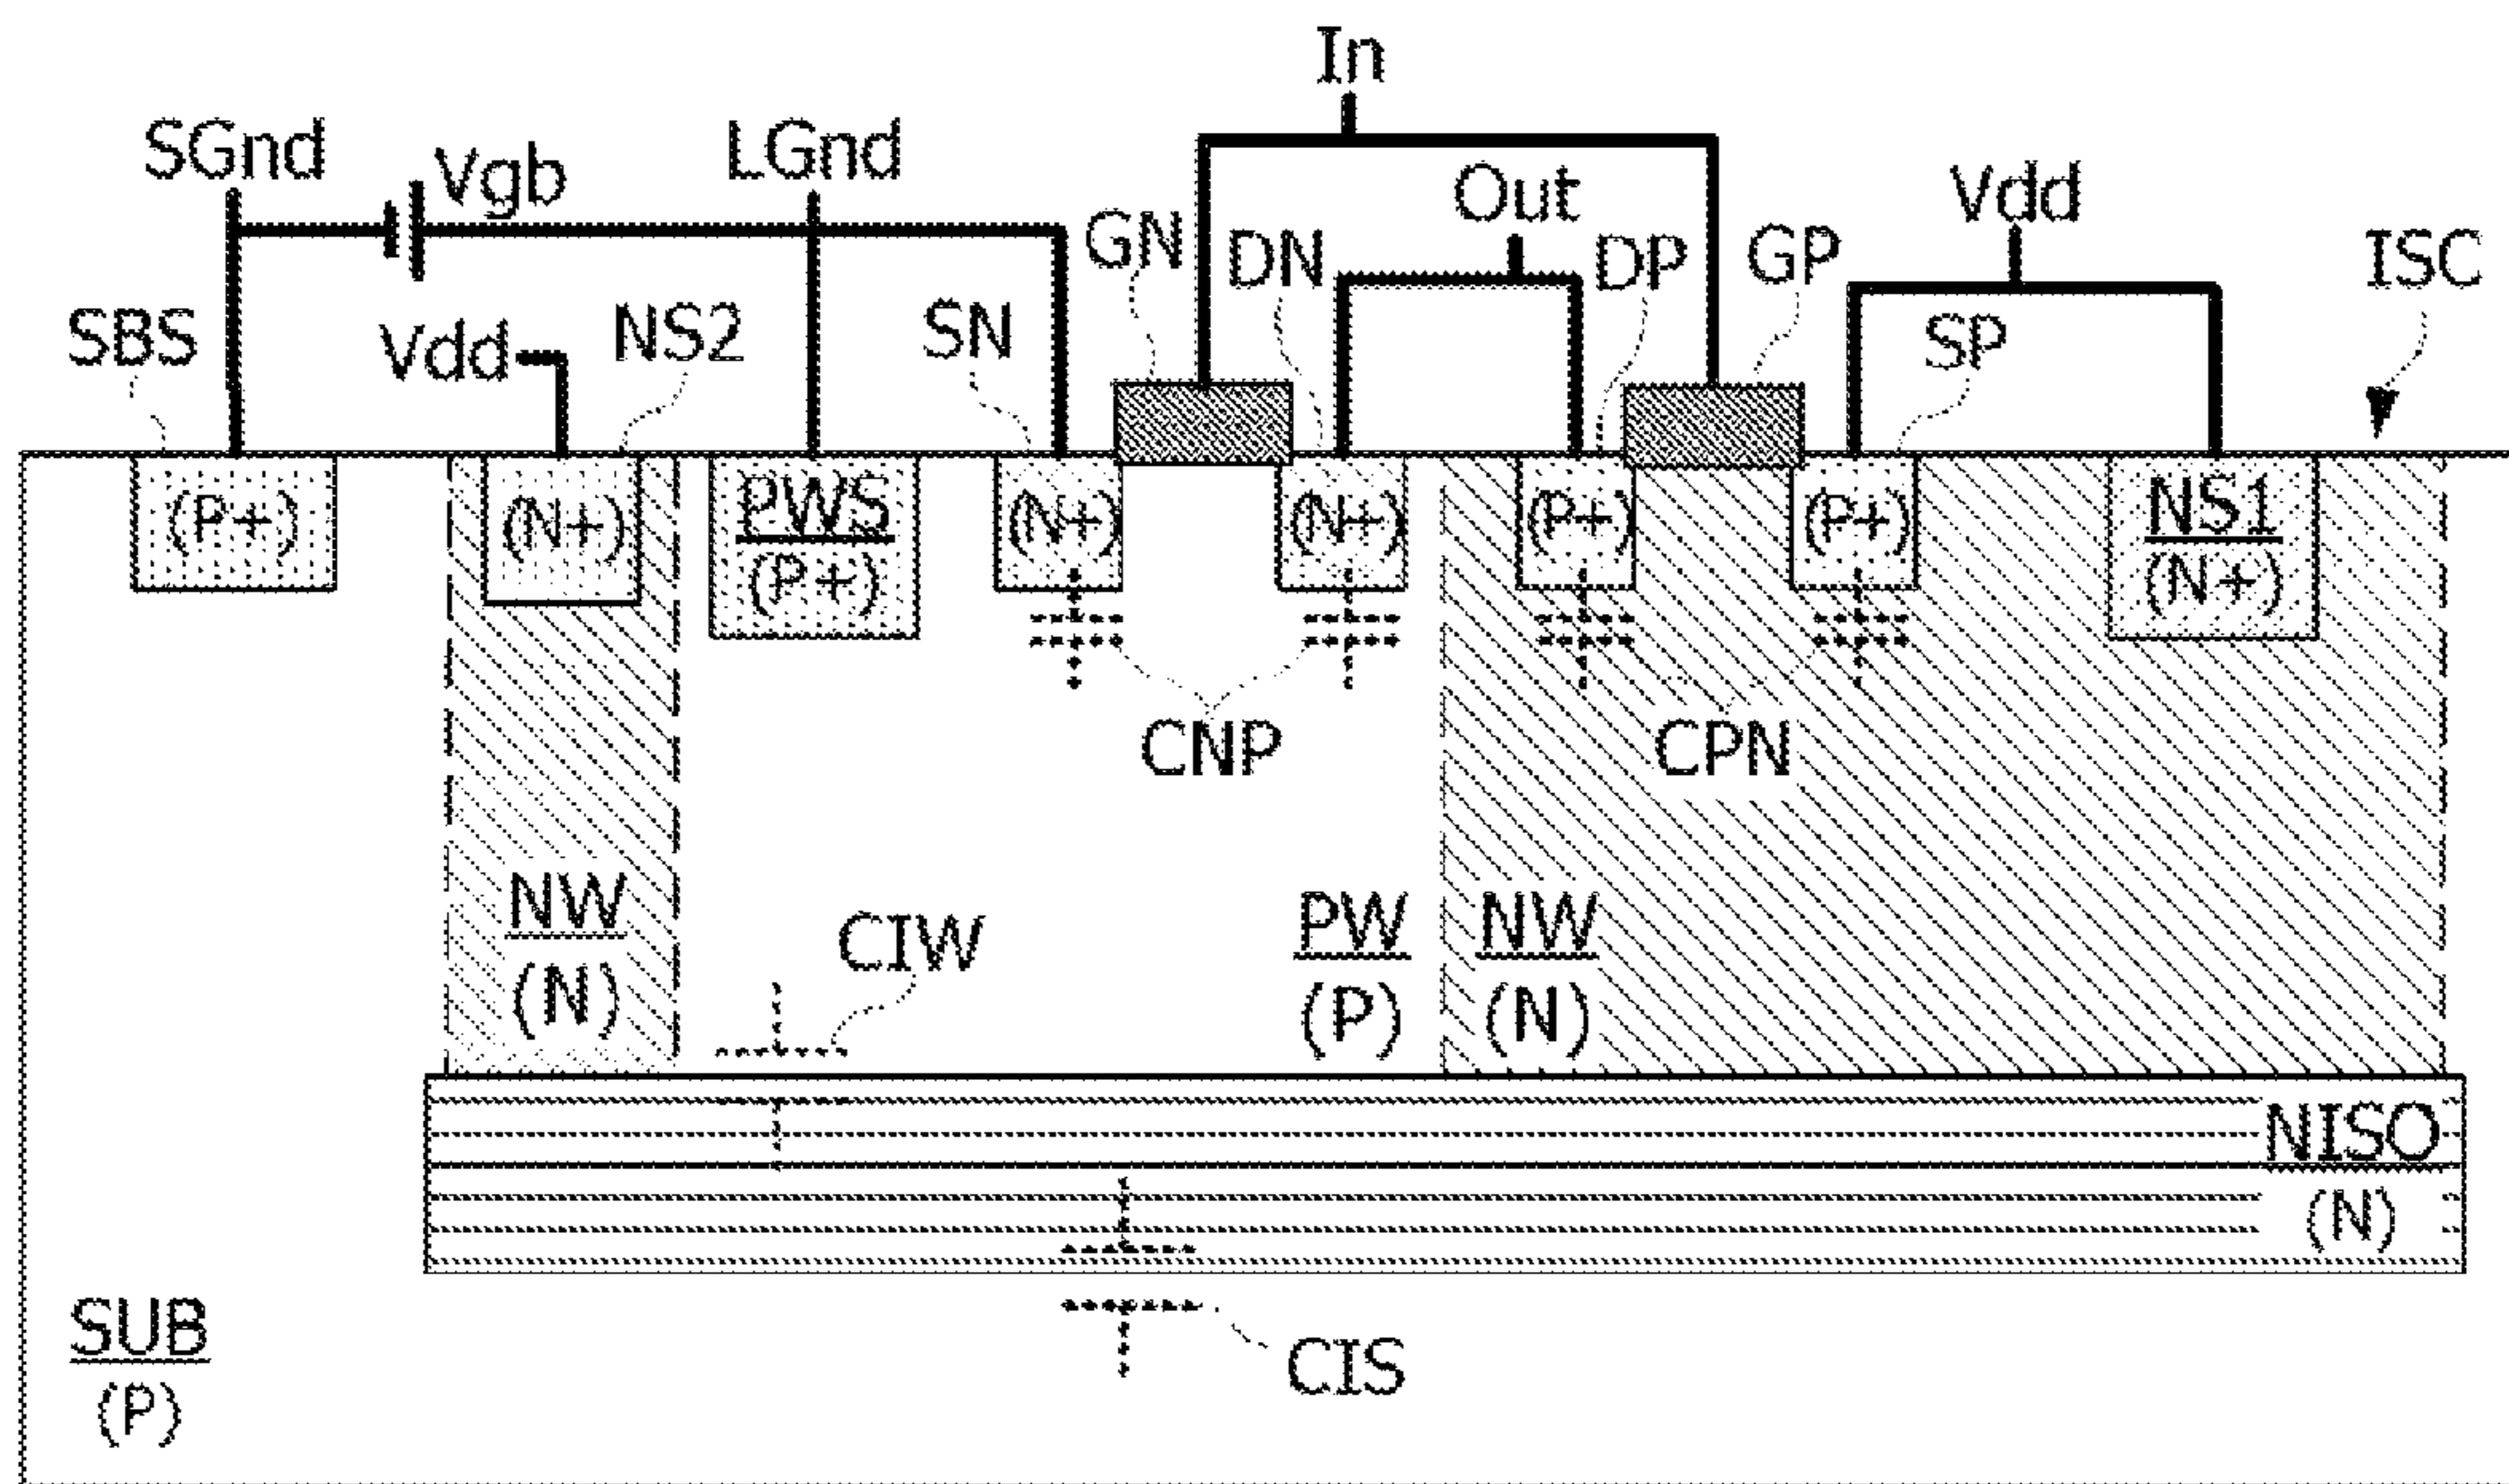 In
SGnd
Vgb
LGnd
Out
Vdd
GN
DN
DP
GP
ISC
SBS
Vdd
NS2
SN
SP
(P+)
(N+)
PWS
(P+)
(N+)
(N+)
(P+)
(P+)
NS1
(N+)
CNP
CPN
NW
(N)
CIW
PW
(P)
NW
(N)
NISO
(N)
SUB
(P)
CIS